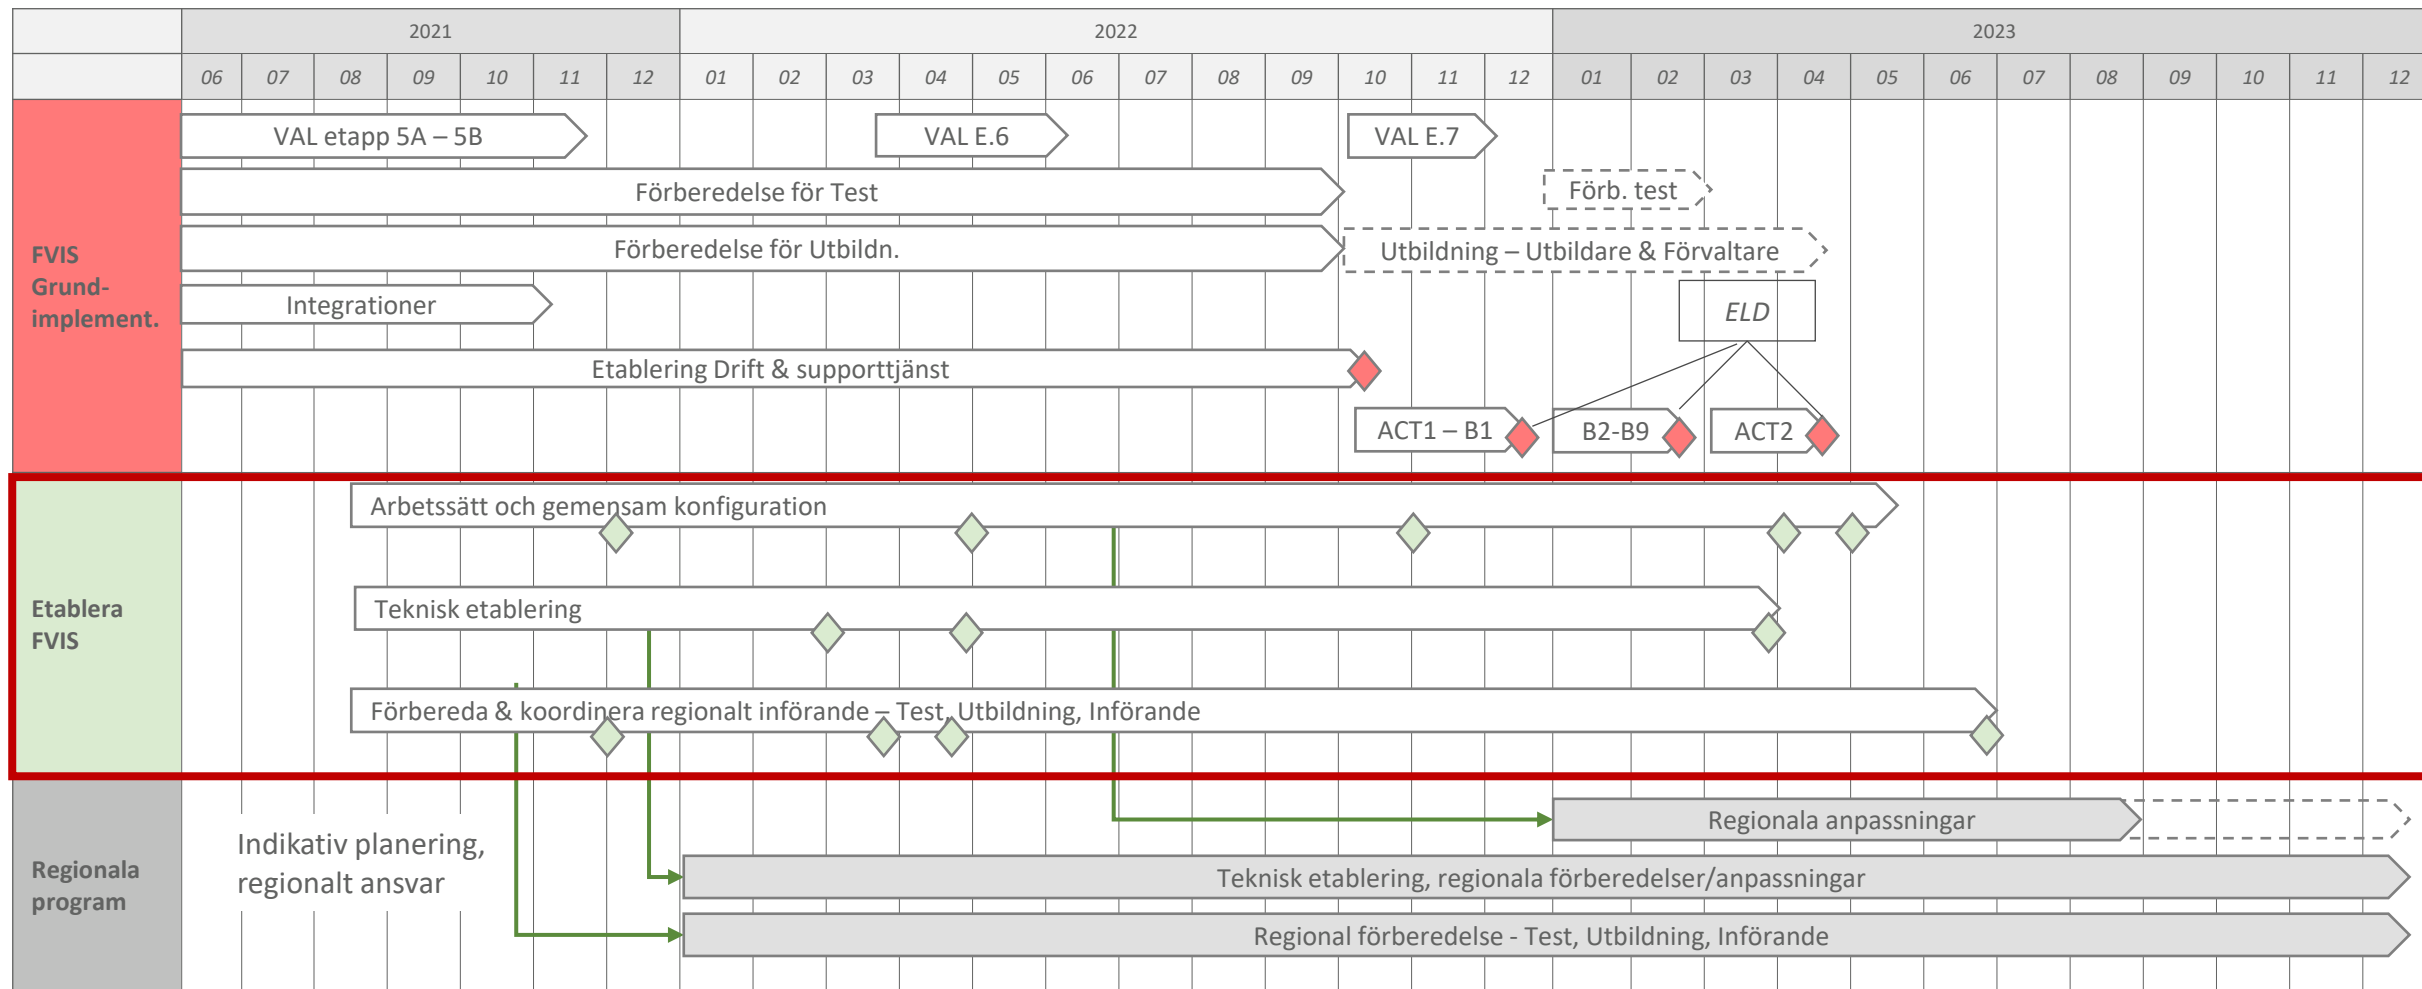 2021 2022 2023
06 07 08 09 10 11 12 01 02 03 04 05 06 07 08 09 10 11 12 01 02 03 04 05 06 07 08 09 10 11 12
FVIS
Grund-
implement.
VAL etapp 5A – 5B VAL E.6 VAL E.7
Förberedelse för Test Förb. test
Förberedelse för Utbildn. Utbildning – Utbildare & Förvaltare
Integrationer ELD
Etablering Drift & supporttjänst
ACT1 – B1 B2-B9 ACT2
Etablera
FVIS
Arbetssätt och gemensam konfiguration
Teknisk etablering
Förbereda & koordinera regionalt införande – Test, Utbildning, Införande
Regionala
program
Indikativ planering,
regionalt ansvar
Regionala anpassningar
Teknisk etablering, regionala förberedelser/anpassningar
Regional förberedelse - Test, Utbildning, Införande